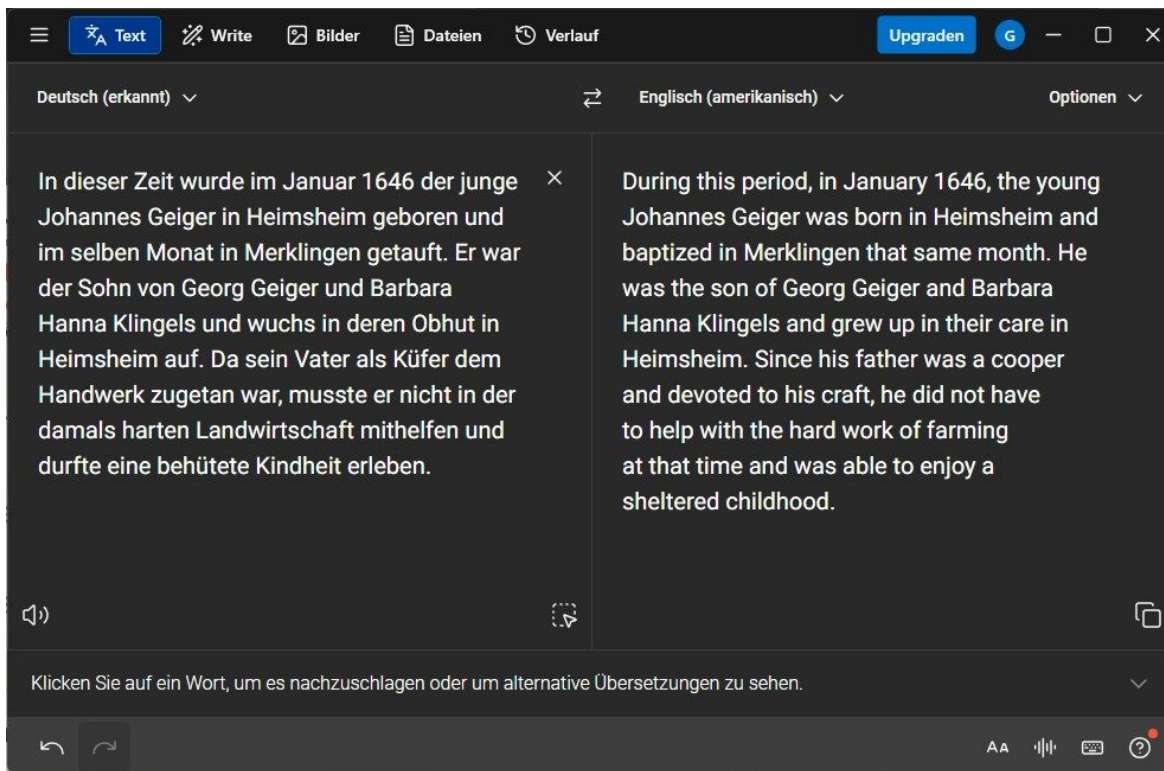 Text
Write
Bilder
Dateien
Verlauf
Upgraden
G
Deutsch (erkannt)
Englisch (amerikanisch)
Optionen
In dieser Zeit wurde im Januar 1646 der junge
Johannes Geiger in Heimsheim geboren und
im selben Monat in Merklingen getauft. Er war
der Sohn von Georg Geiger und Barbara
Hanna Klingels und wuchs in deren Obhut in
Heimsheim auf. Da sein Vater als Küfer dem
Handwerk zugetan war, musste er nicht in der
damals harten Landwirtschaft mithelfen und
durfte eine behütete Kindheit erleben.
During this period, in January 1646, the young
Johannes Geiger was born in Heimsheim and
baptized in Merklingen that same month. He
was the son of Georg Geiger and Barbara
Hanna Klingels and grew up in their care in
Heimsheim. Since his father was a cooper
and devoted to his craft, he did not have
to help with the hard work of farming
at that time and was able to enjoy a
sheltered childhood.
Klicken Sie auf ein Wort, um es nachzuschlagen oder um alternative Übersetzungen zu sehen.
AA